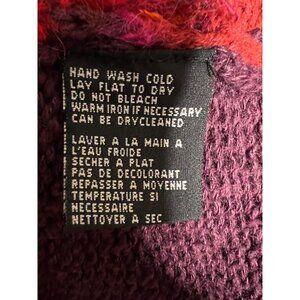 HAND WASH COLD
LAY FLAT TO DRY
DO NOT BLEACH
WARM IRON IF NECESSARY
CAN BE DRYCLEANED
LAVER A LA MAIN A
L'EAU FROIDE
SECHER A PLAT
PAS DE DECOLORANT
REPASSER A MOYENNE
TEMPERATURE SI
NECESSAIRE
NETTOYER A SEC